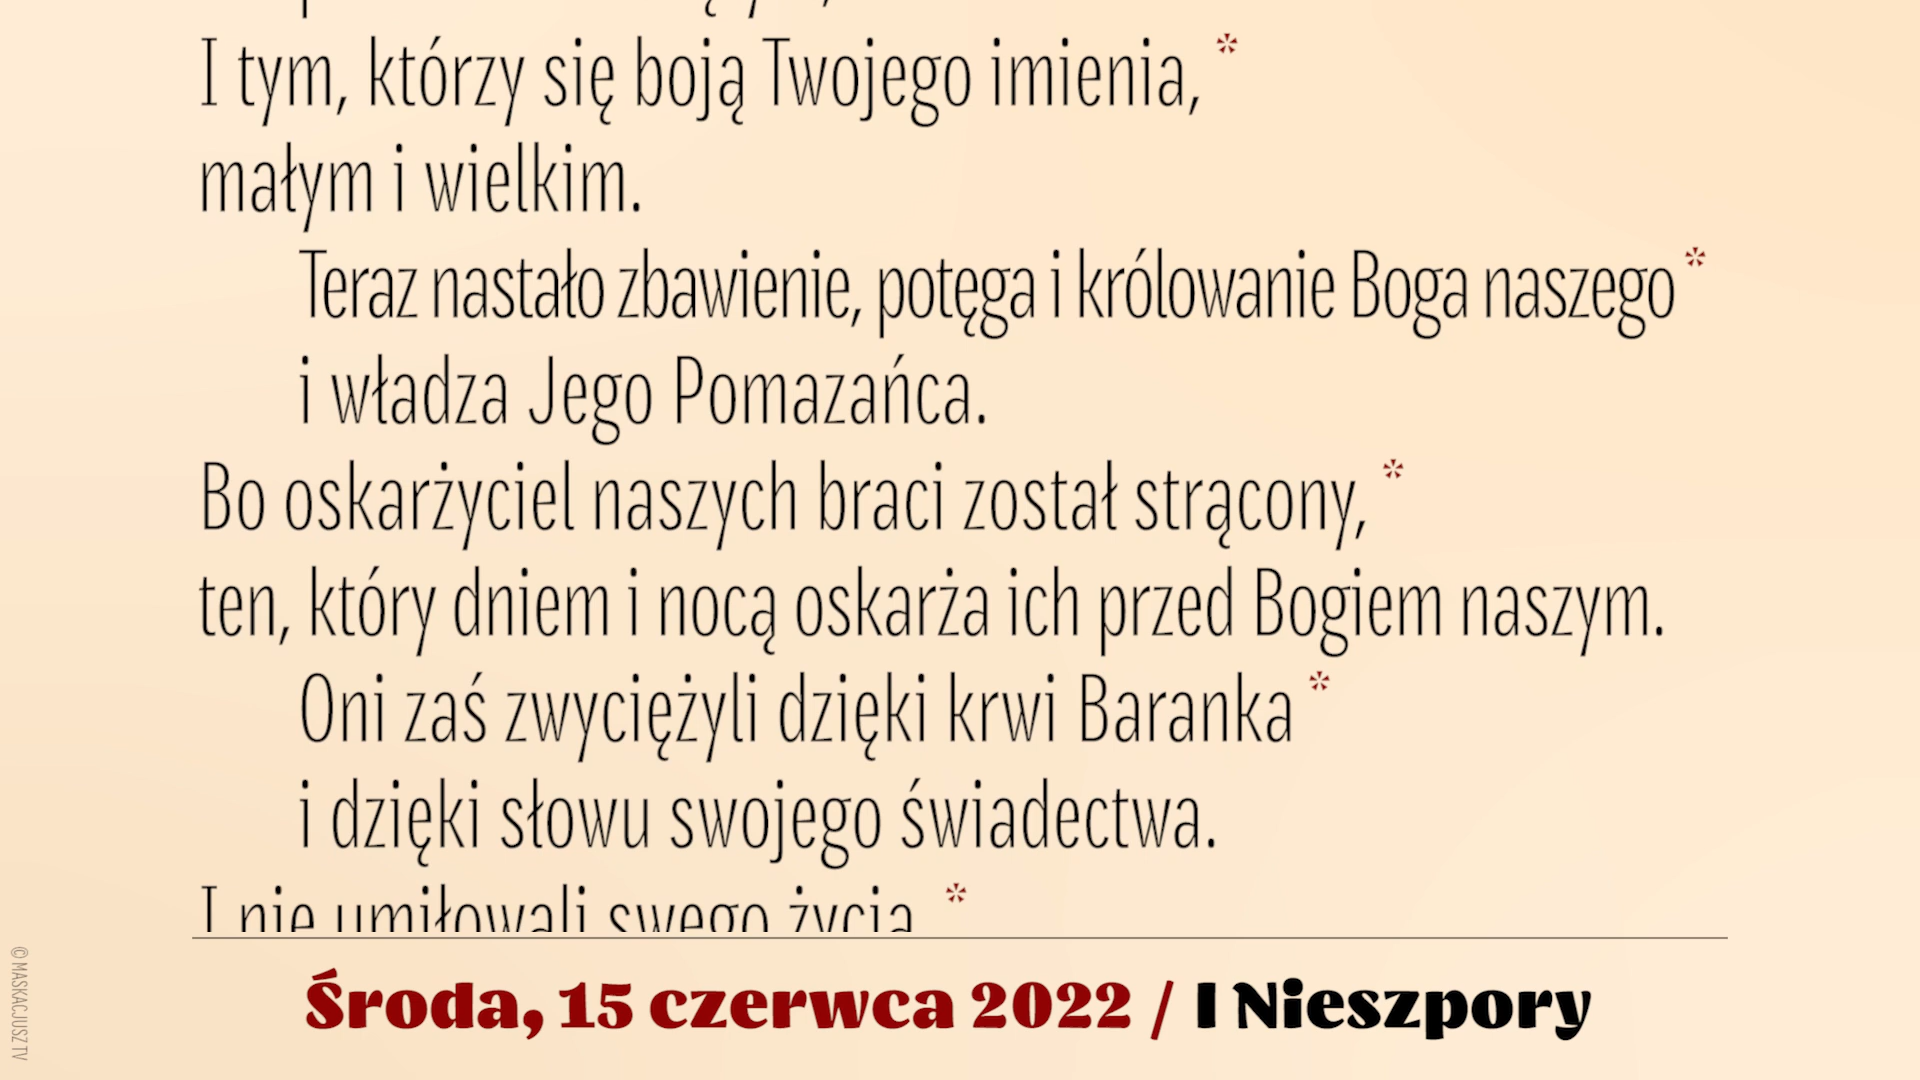 I tym, którzy się boją Twojego imienia, *
małym i wielkim.
Teraz nastało zbawienie, potęga i królowanie Boga naszego *
i władza Jego Pomazańca.
Bo oskarżyciel naszych braci został strącony, *
ten, który dniem i nocą oskarża ich przed Bogiem naszym.
Oni zaś zwyciężyli dzięki krwi Baranka *
i dzięki słowu swojego świadectwa.
I nie umiłowali swego życia *
Środa, 15 czerwca 2022 / I Nieszpory
© MASKACJUSZ TV